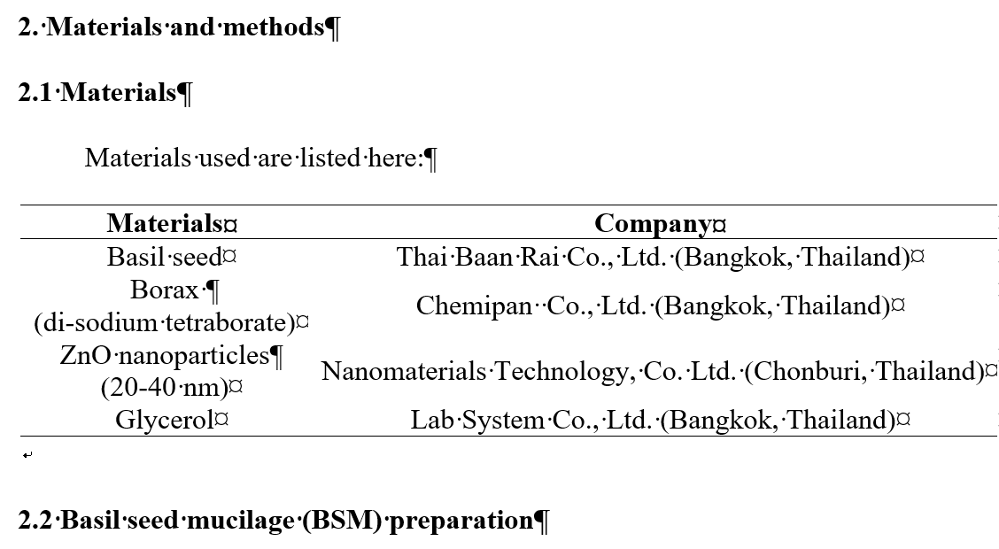 2. Materials and methods¶
2.1 Materials¶
Materials used are listed here:¶
Materials¤ Company¤
Basil seed¤ Thai Baan Rai Co., Ltd. (Bangkok, Thailand)¤
Borax ¶
(di-sodium tetraborate)¤ Chemipan  Co., Ltd. (Bangkok, Thailand)¤
ZnO nanoparticles¶
(20-40 nm)¤ Nanomaterials Technology, Co. Ltd. (Chonburi, Thailand)¤
Glycerol¤ Lab System Co., Ltd. (Bangkok, Thailand)¤
↵
2.2 Basil seed mucilage (BSM) preparation¶